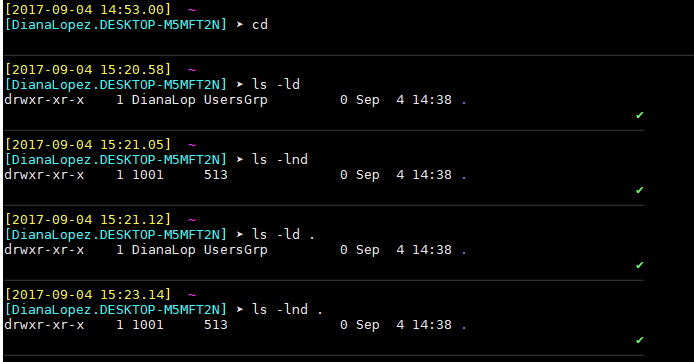 [2017-09-04 14:53.00]  ~
[DianaLopez.DESKTOP-M5MFT2N] ➤ cd
[2017-09-04 15:20.58]  ~
[DianaLopez.DESKTOP-M5MFT2N] ➤ ls -ld
drwxr-xr-x    1 DianaLop UsersGrp         0 Sep  4 14:38 .
✔
[2017-09-04 15:21.05]  ~
[DianaLopez.DESKTOP-M5MFT2N] ➤ ls -lnd
drwxr-xr-x    1 1001     513              0 Sep  4 14:38 .
✔
[2017-09-04 15:21.12]  ~
[DianaLopez.DESKTOP-M5MFT2N] ➤ ls -ld .
drwxr-xr-x    1 DianaLop UsersGrp         0 Sep  4 14:38 .
✔
[2017-09-04 15:23.14]  ~
[DianaLopez.DESKTOP-M5MFT2N] ➤ ls -lnd .
drwxr-xr-x    1 1001     513              0 Sep  4 14:38 .
✔